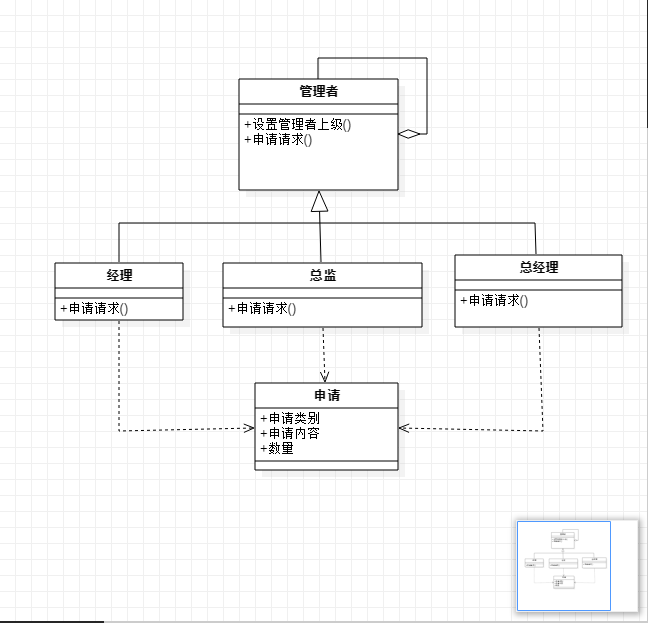 管理者
+设置管理者上级()
+申请请求()
经理
+申请请求()
总监
+申请请求()
总经理
+申请请求()
申请
+申请类别
+申请内容
+数量